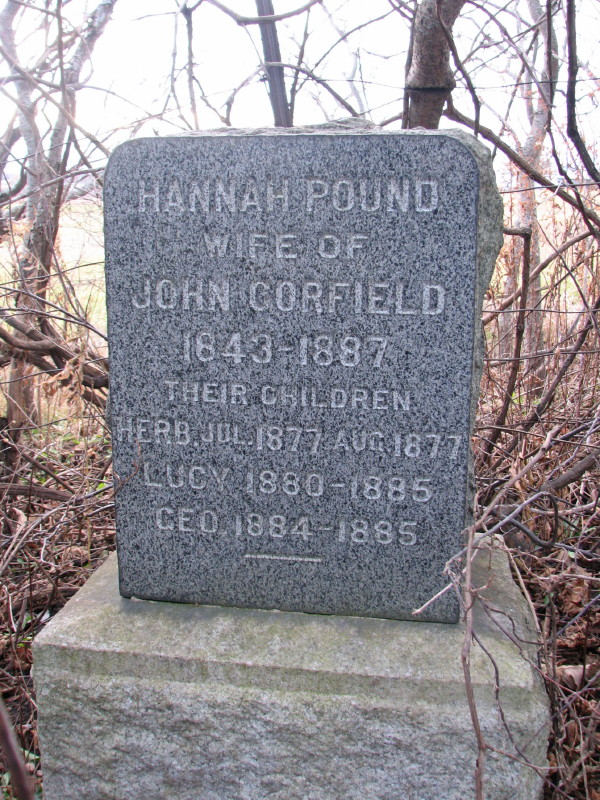 HANNAH POUND
WIFE OF
JOHN CORFIELD
1843-1887
THEIR CHILDREN
HERB. JUL. 1877 AUG. 1877
LUCY 1880-1885
GEO. 1884-1885